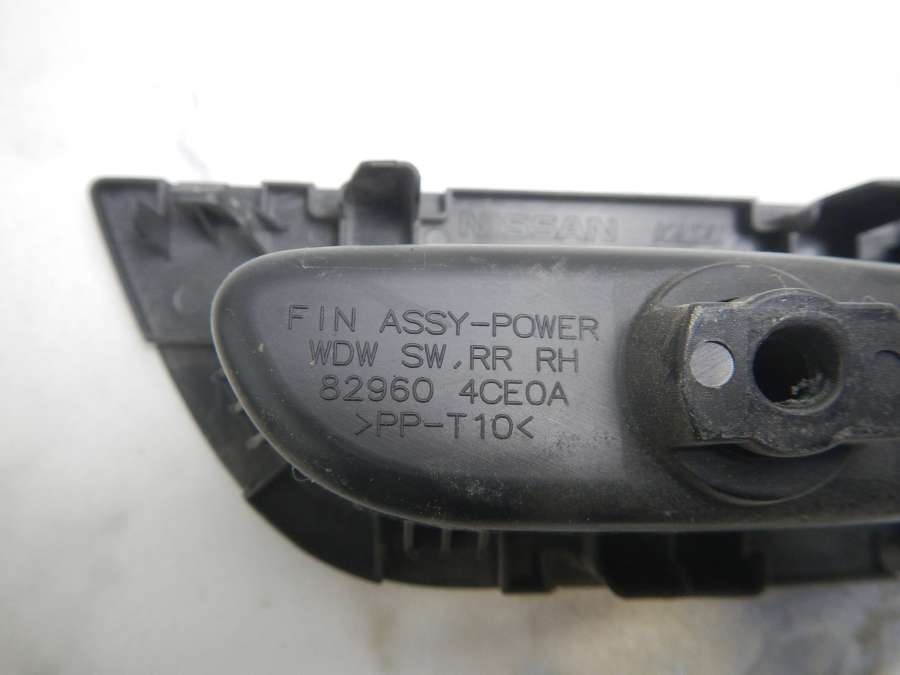 NISSAN
FIN ASSY-POWER
WDW SW, RR RH
82960 4CE0A
>PP-T10<